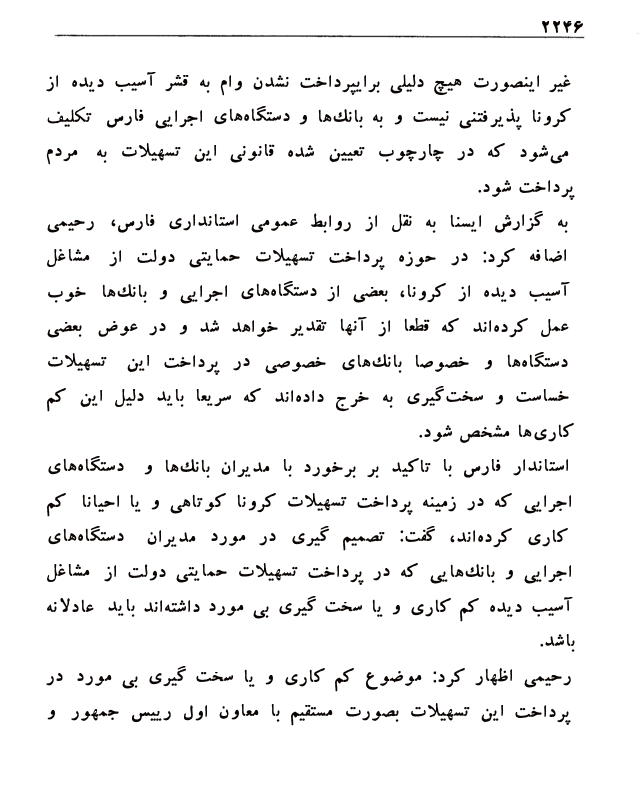 ۲۲۴۶
غیر اینصورت هیچ دلیلی برایپرداخت نشدن وام به قشر آسیب دیده از
کرونا پذیرفتنی نیست و به بانك‌ها و دستگاه‌های اجرایی فارس تکلیف
می‌شود که در چارچوب تعیین شده قانونی این تسهیلات به مردم
پرداخت شود.
به گزارش ایسنا به نقل از روابط عمومی استانداری فارس، رحیمی
اضافه کرد: در حوزه پرداخت تسهیلات حمایتی دولت از مشاغل
آسیب دیده از کرونا، بعضی از دستگاه‌های اجرایی و بانك‌ها خوب
عمل کرده‌اند که قطعا از آنها تقدیر خواهد شد و در عوض بعضی
دستگاه‌ها و خصوصا بانك‌های خصوصی در پرداخت این تسهیلات
خساست و سخت‌گیری به خرج داده‌اند که سریعا باید دلیل این کم
کاری‌ها مشخص شود.
استاندار فارس با تاکید بر برخورد با مدیران بانك‌ها و دستگاه‌های
اجرایی که در زمینه پرداخت تسهیلات کرونا کوتاهی و یا احیانا کم
کاری کرده‌اند، گفت: تصمیم گیری در مورد مدیران دستگاه‌های
اجرایی و بانك‌هایی که در پرداخت تسهیلات حمایتی دولت از مشاغل
آسیب دیده کم کاری و یا سخت گیری بی مورد داشته‌اند باید عادلانه
باشد.
رحیمی اظهار کرد: موضوع کم کاری و یا سخت گیری بی مورد در
پرداخت این تسهیلات بصورت مستقیم با معاون اول رییس جمهور و